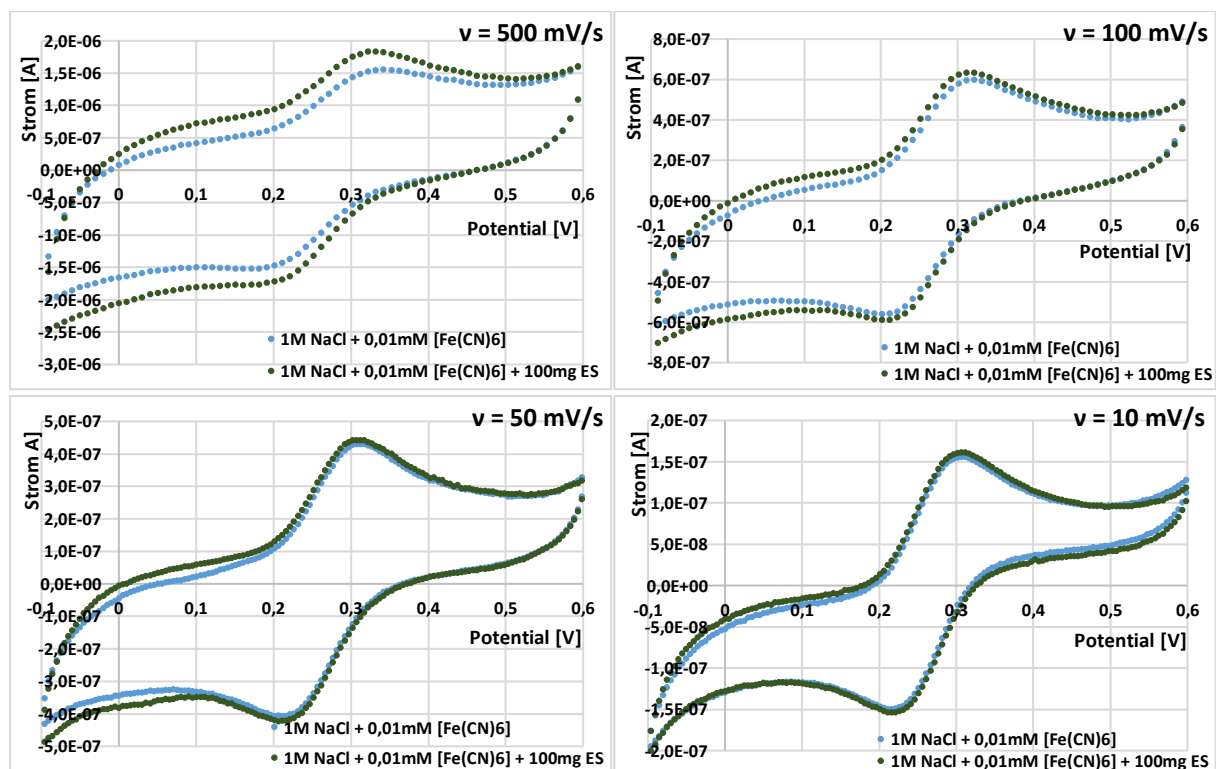 ν = 500 mV/s
Strom [A]
2,0E-06
1,5E-06
1,0E-06
5,0E-07
0,0E+00
-5,0E-07
-1,0E-06
-1,5E-06
-2,0E-06
-2,5E-06
-3,0E-06
-0,1 0 0,1 0,2 0,3 0,4 0,5 0,6
Potential [V]
1M NaCl + 0,01mM [Fe(CN)6]
1M NaCl + 0,01mM [Fe(CN)6] + 100mg ES
ν = 100 mV/s
Strom [A]
8,0E-07
6,0E-07
4,0E-07
2,0E-07
0,0E+00
-2,0E-07
-4,0E-07
-6,0E-07
-8,0E-07
-0,1 0 0,1 0,2 0,3 0,4 0,5 0,6
Potential [V]
1M NaCl + 0,01mM [Fe(CN)6]
1M NaCl + 0,01mM [Fe(CN)6] + 100mg ES
ν = 50 mV/s
Strom A]
5,0E-07
4,0E-07
3,0E-07
2,0E-07
1,0E-07
0,0E+00
-1,0E-07
-2,0E-07
-3,0E-07
-4,0E-07
-5,0E-07
-0,1 0 0,1 0,2 0,3 0,4 0,5 0,6
Potential [V]
1M NaCl + 0,01mM [Fe(CN)6]
1M NaCl + 0,01mM [Fe(CN)6] + 100mg ES
ν = 10 mV/s
Strom [A]
2,0E-07
1,5E-07
1,0E-07
5,0E-08
0,0E+00
-5,0E-08
-1,0E-07
-1,5E-07
-2,0E-07
-0,1 0 0,1 0,2 0,3 0,4 0,5 0,6
Potential [V]
1M NaCl + 0,01mM [Fe(CN)6]
1M NaCl + 0,01mM [Fe(CN)6] + 100mg ES